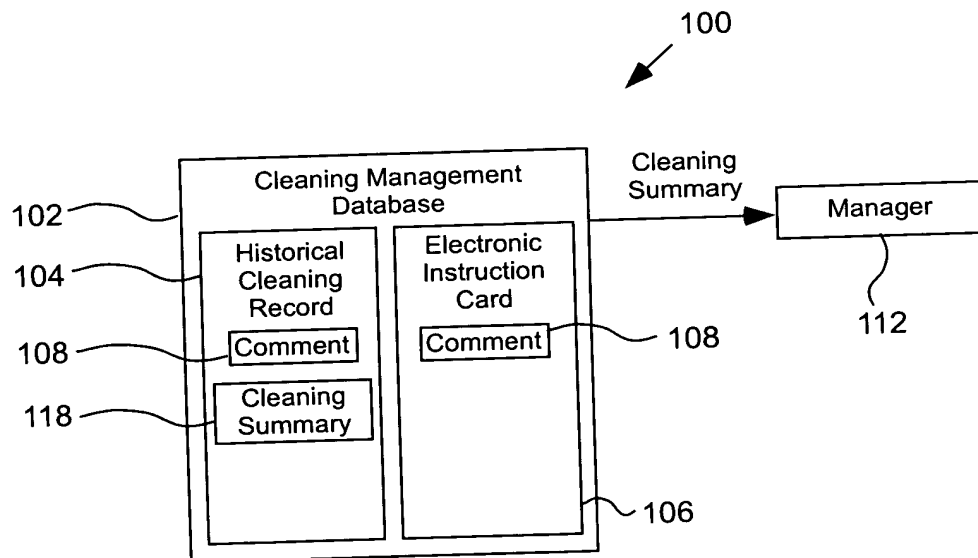 100
Cleaning Management
Database
Cleaning
Summary
Manager
102
104
Historical
Cleaning
Record
Electronic
Instruction
Card
108
Comment
Comment
108
112
118
Cleaning
Summary
106